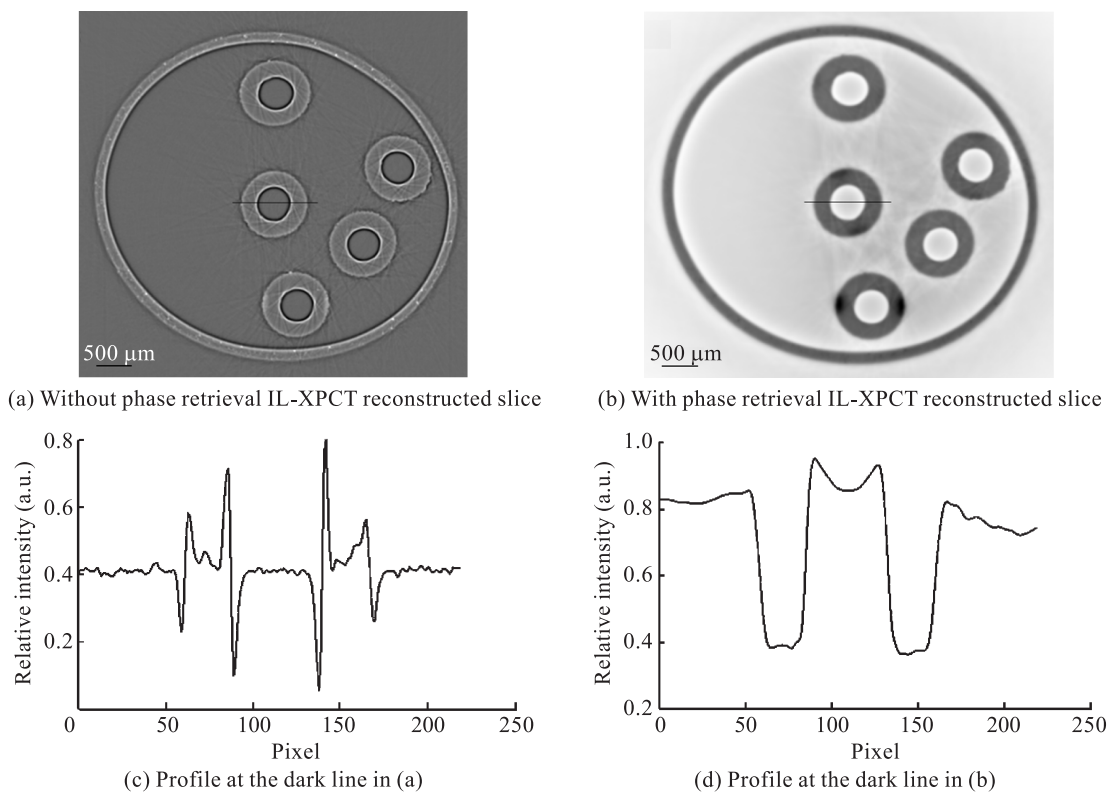 500 µm
500 µm
(a) Without phase retrieval IL-XPCT reconstructed slice
(b) With phase retrieval IL-XPCT reconstructed slice
Relative intensity (a.u.)
0.8
0.6
0.4
0.2
0 50 100 150 200 250
Pixel
(c) Profile at the dark line in (a)
Relative intensity (a.u.)
1.0
0.8
0.6
0.4
0.2
0 50 100 150 200 250
Pixel
(d) Profile at the dark line in (b)